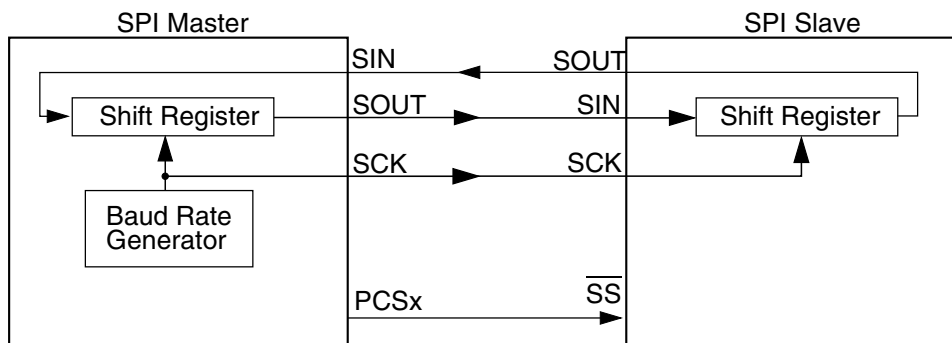 SPI Master
SPI Slave
SIN
SOUT
Shift Register
SOUT
SIN
Shift Register
SCK
SCK
Baud Rate
Generator
PCSx
SS